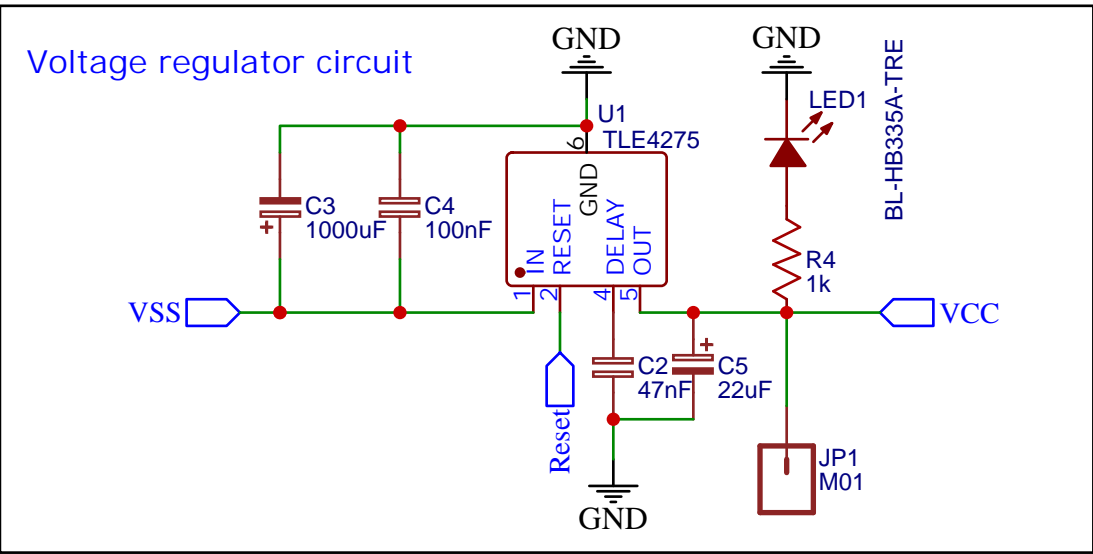 Voltage regulator circuit
GND
GND
BL-HB335A-TRE
U1
TLE4275
LED1
6
GND
C3
1000uF
C4
100nF
IN
RESET
DELAY
OUT
R4
1k
1
2
4
5
VSS
VCC
C2
47nF
C5
22uF
Reset
JP1
M01
GND